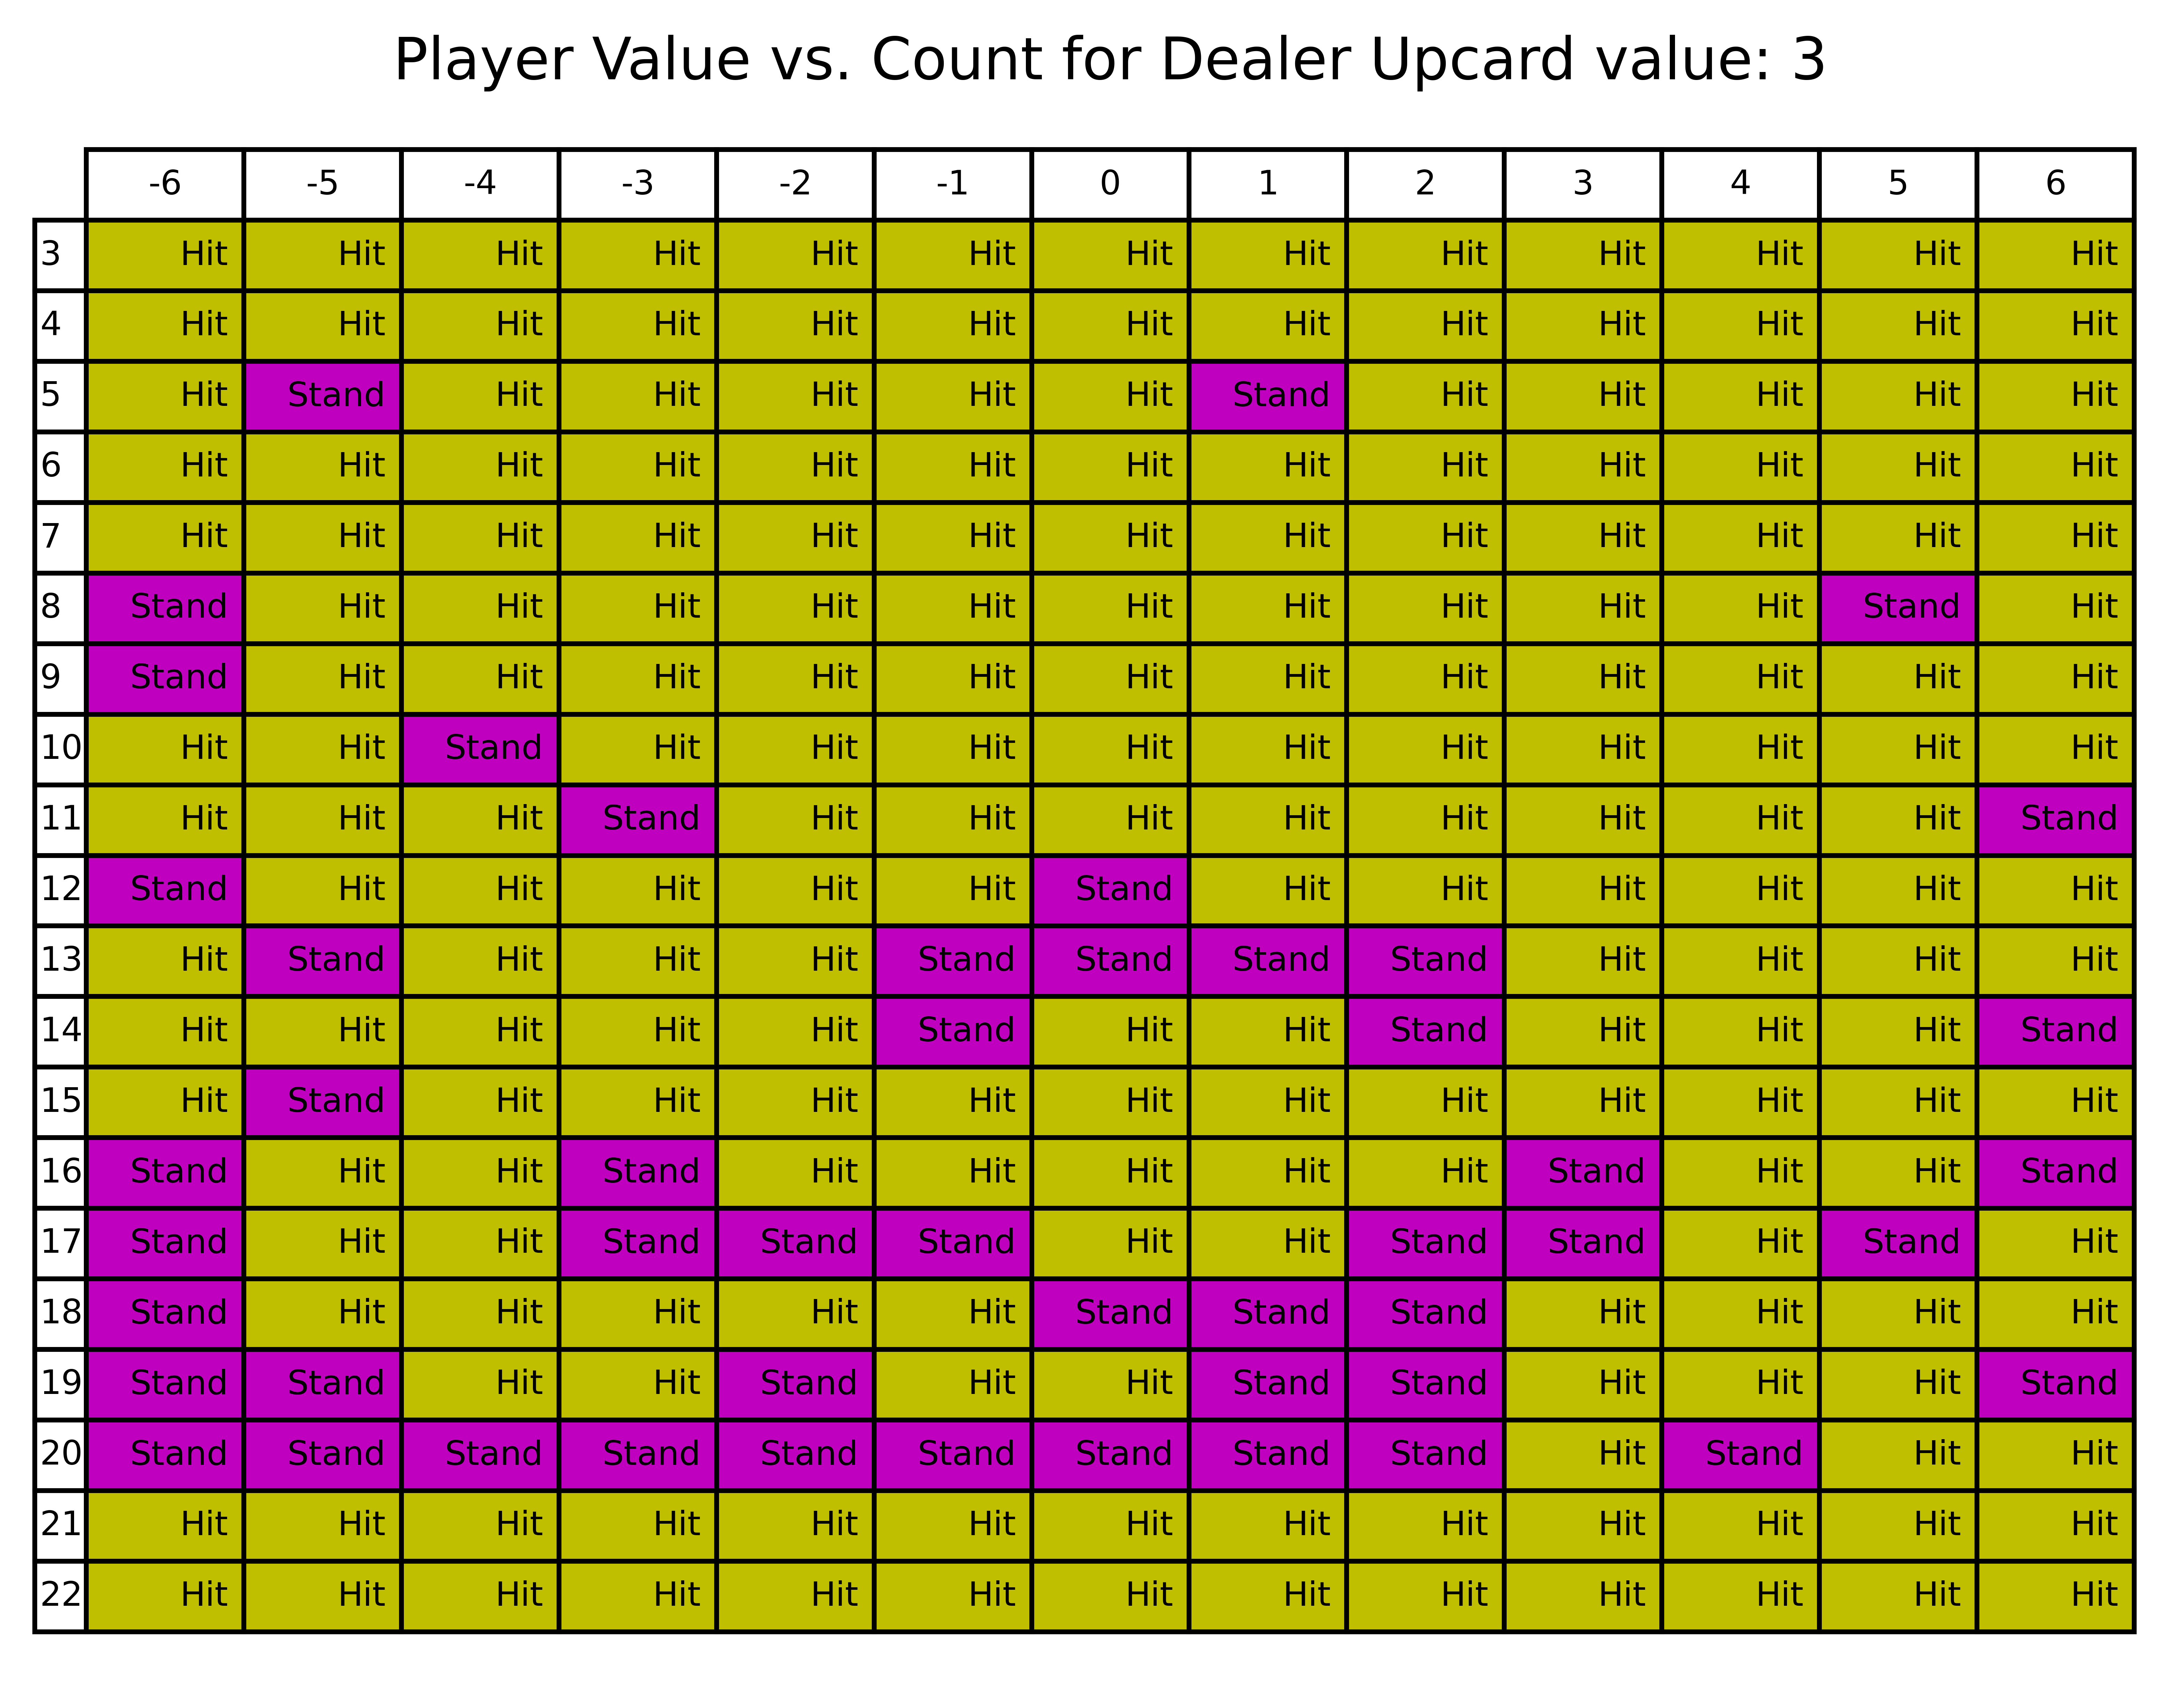 Player Value vs. Count for Dealer Upcard value: 3
-6 -5 -4 -3 -2 -1 0 1 2 3 4 5 6
3 Hit Hit Hit Hit Hit Hit Hit Hit Hit Hit Hit Hit Hit
4 Hit Hit Hit Hit Hit Hit Hit Hit Hit Hit Hit Hit Hit
5 Hit Stand Hit Hit Hit Hit Hit Stand Hit Hit Hit Hit Hit
6 Hit Hit Hit Hit Hit Hit Hit Hit Hit Hit Hit Hit Hit
7 Hit Hit Hit Hit Hit Hit Hit Hit Hit Hit Hit Hit Hit
8 Stand Hit Hit Hit Hit Hit Hit Hit Hit Hit Hit Stand Hit
9 Stand Hit Hit Hit Hit Hit Hit Hit Hit Hit Hit Hit Hit
10 Hit Hit Stand Hit Hit Hit Hit Hit Hit Hit Hit Hit Hit
11 Hit Hit Hit Stand Hit Hit Hit Hit Hit Hit Hit Hit Stand
12 Stand Hit Hit Hit Hit Hit Stand Hit Hit Hit Hit Hit Hit
13 Hit Stand Hit Hit Hit Stand Stand Stand Stand Hit Hit Hit Hit
14 Hit Hit Hit Hit Hit Stand Hit Hit Stand Hit Hit Hit Stand
15 Hit Stand Hit Hit Hit Hit Hit Hit Hit Hit Hit Hit Hit
16 Stand Hit Hit Stand Hit Hit Hit Hit Hit Stand Hit Hit Stand
17 Stand Hit Hit Stand Stand Stand Hit Hit Stand Stand Hit Stand Hit
18 Stand Hit Hit Hit Hit Hit Stand Stand Stand Hit Hit Hit Hit
19 Stand Stand Hit Hit Stand Hit Hit Stand Stand Hit Hit Hit Stand
20 Stand Stand Stand Stand Stand Stand Stand Stand Stand Hit Stand Hit Hit
21 Hit Hit Hit Hit Hit Hit Hit Hit Hit Hit Hit Hit Hit
22 Hit Hit Hit Hit Hit Hit Hit Hit Hit Hit Hit Hit Hit